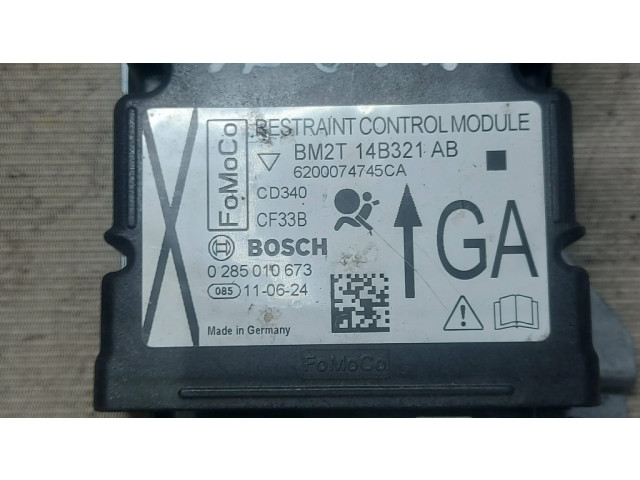 FoMoCo
RESTRAINT CONTROL MODULE
BM2T 14B321 AB
6200074745CA
CD340
CF33B
BOSCH
0 285 010 673
085 11-06-24
Made in Germany
GA
FoMoCo